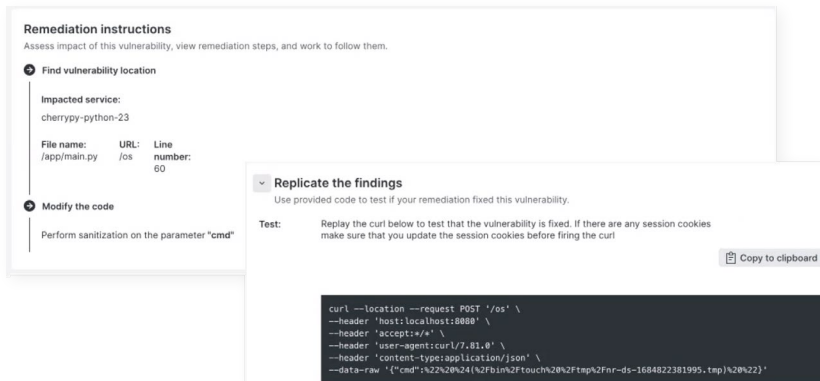 Remediation instructions
Assess impact of this vulnerability, view remediation steps, and work to follow them.
Find vulnerability location
Impacted service:
cherrypy-python-23
File name: URL: Line
number:
/app/main.py /os
60
Modify the code
Perform sanitization on the parameter "cmd"
Replicate the findings
Use provided code to test if your remediation fixed this vulnerability.
Test: Replay the curl below to test that the vulnerability is fixed. If there are any session cookies
make sure that you update the session cookies before firing the curl
Copy to clipboard
curl --location --request POST '/os' \
--header 'host:localhost:8080' \
--header 'accept:*/*' \
--header 'user-agent:curl/7.81.0' \
--header 'content-type:application/json' \
--data-raw '{"cmd":%22%20%24(%2Fbin%2Ftouch%20%2Ftmp%2Fnr-ds-1684822381995.tmp)%20%22}'